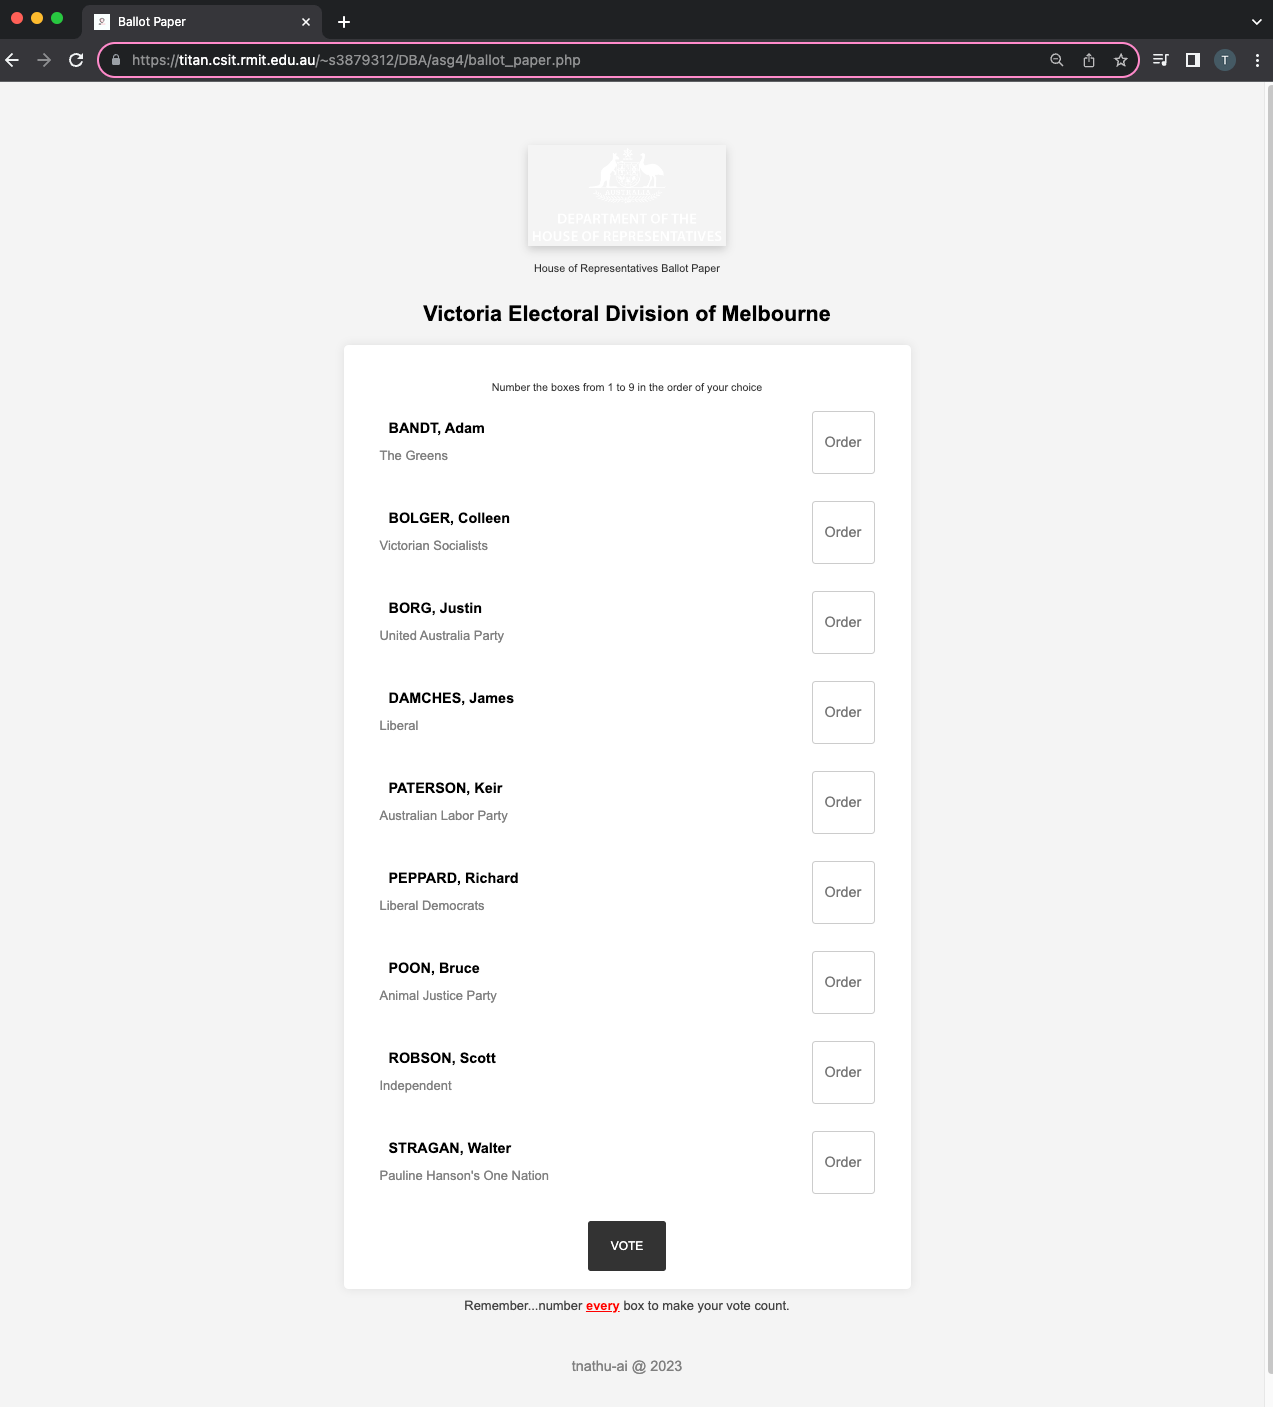 Ballot Paper
https://titan.csit.rmit.edu.au/~s3879312/DBA/asg4/ballot_paper.php
T
DEPARTMENT OF THE
HOUSE OF REPRESENTATIVES
House of Representatives Ballot Paper
Victoria Electoral Division of Melbourne
Number the boxes from 1 to 9 in the order of your choice
BANDT, Adam
The Greens
Order
BOLGER, Colleen
Victorian Socialists
Order
BORG, Justin
United Australia Party
Order
DAMCHES, James
Liberal
Order
PATERSON, Keir
Australian Labor Party
Order
PEPPARD, Richard
Liberal Democrats
Order
POON, Bruce
Animal Justice Party
Order
ROBSON, Scott
Independent
Order
STRAGAN, Walter
Pauline Hanson's One Nation
Order
VOTE
Remember...number every box to make your vote count.
tnathu-ai @ 2023